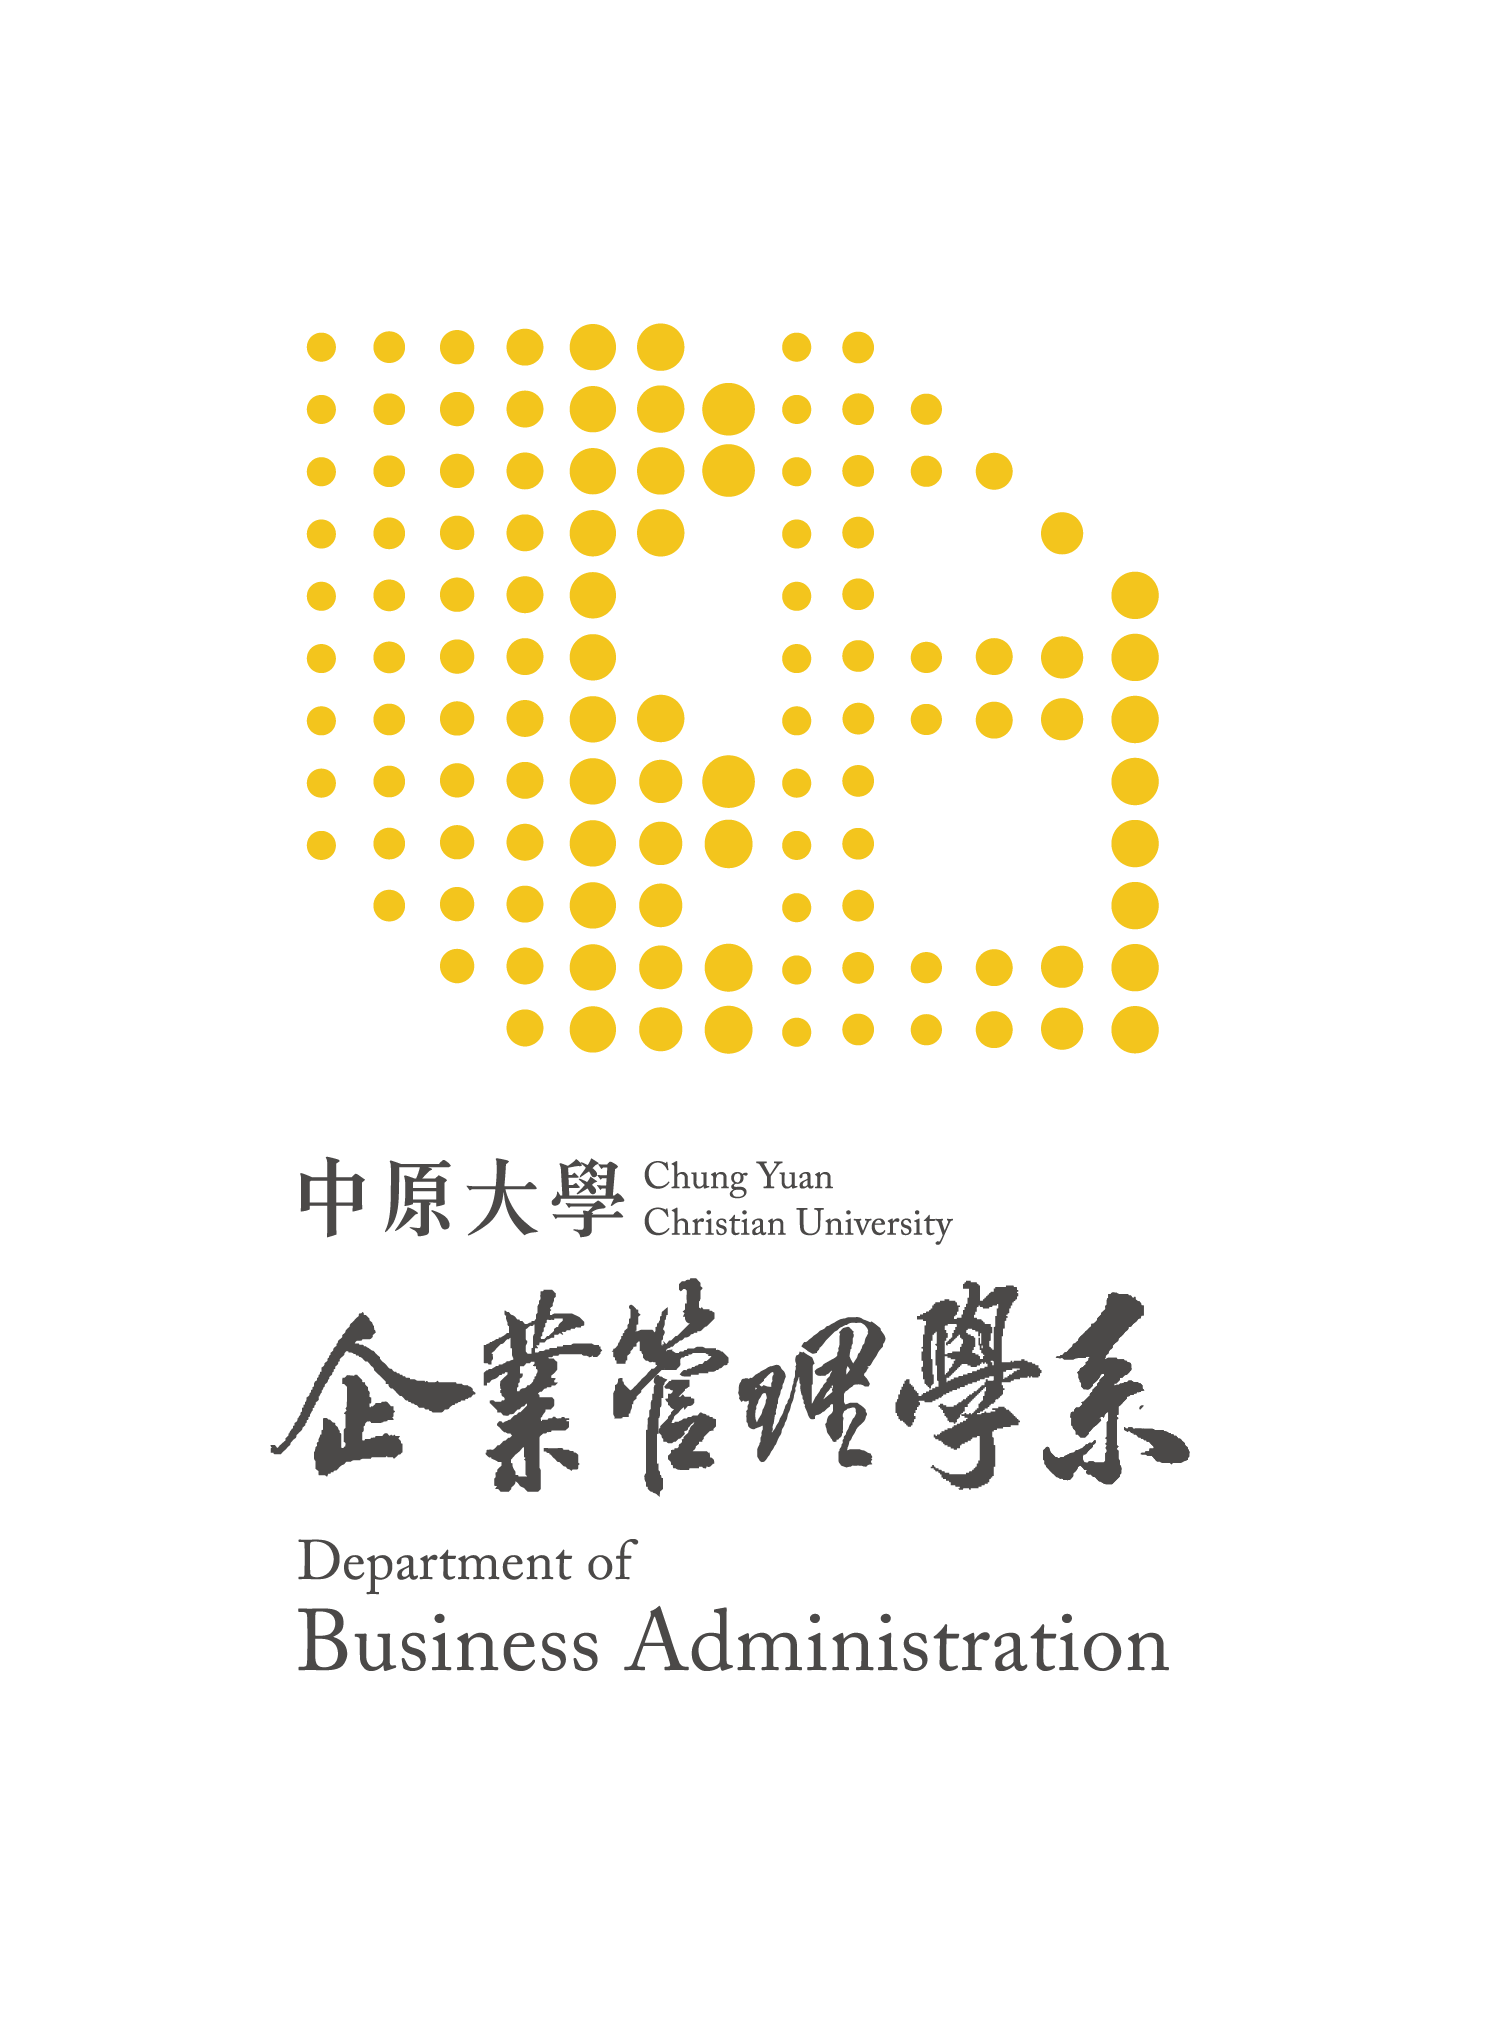 中原大學
Chung Yuan
Christian University
企業管理學系
Department of
Business Administration